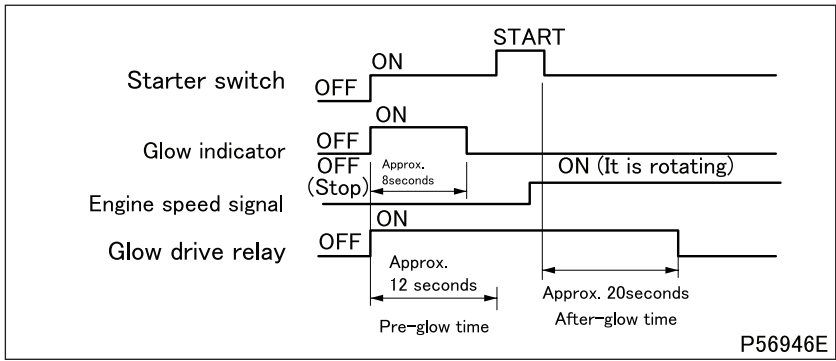 START
ON
Starter switch
OFF
ON
OFF
Glow indicator
OFF
(Stop)
Approx.
8seconds
ON (It is rotating)
Engine speed signal
ON
OFF
Glow drive relay
Approx.
12 seconds
Approx. 20seconds
Pre-glow time
After-glow time
P56946E